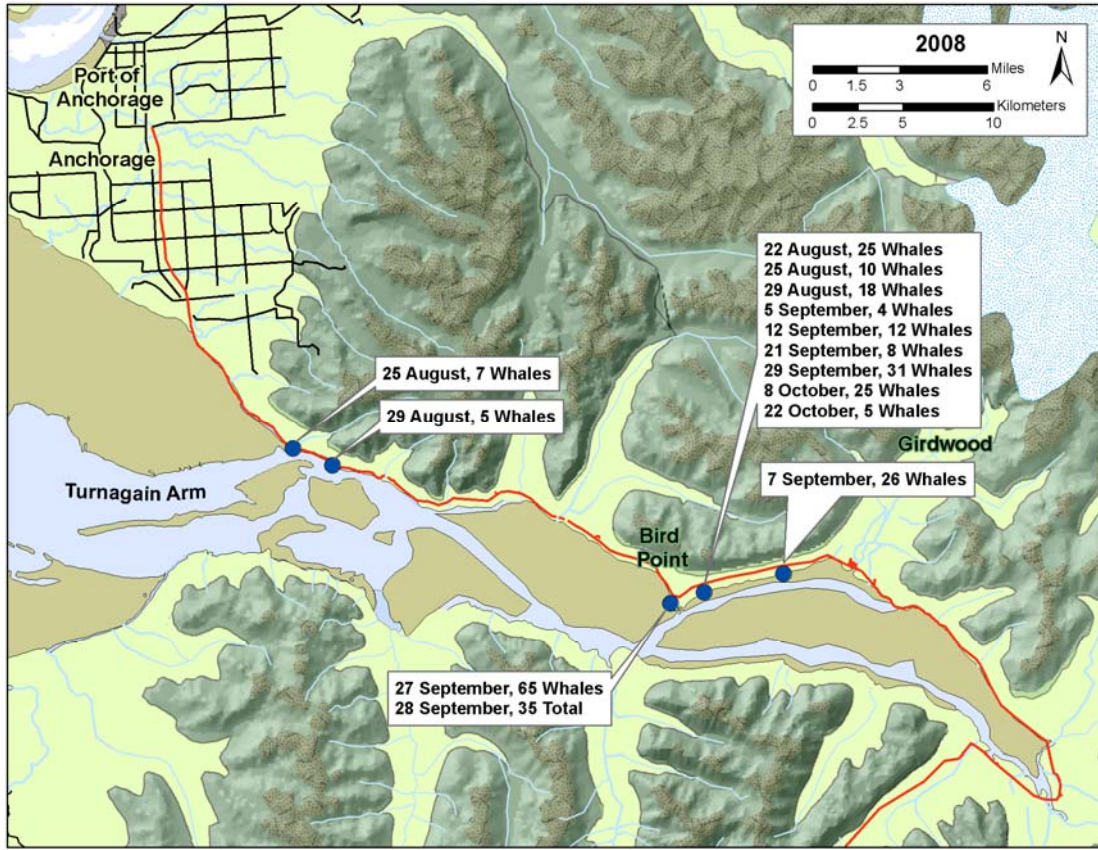 2008
N
Miles
0 1.5 3 6
Kilometers
0 2.5 5 10
Port of
Anchorage
Anchorage
22 August, 25 Whales
25 August, 10 Whales
29 August, 18 Whales
5 September, 4 Whales
12 September, 12 Whales
21 September, 8 Whales
29 September, 31 Whales
8 October, 25 Whales
22 October, 5 Whales
25 August, 7 Whales
29 August, 5 Whales
Girdwood
7 September, 26 Whales
Turnagain Arm
Bird
Point
27 September, 65 Whales
28 September, 35 Total